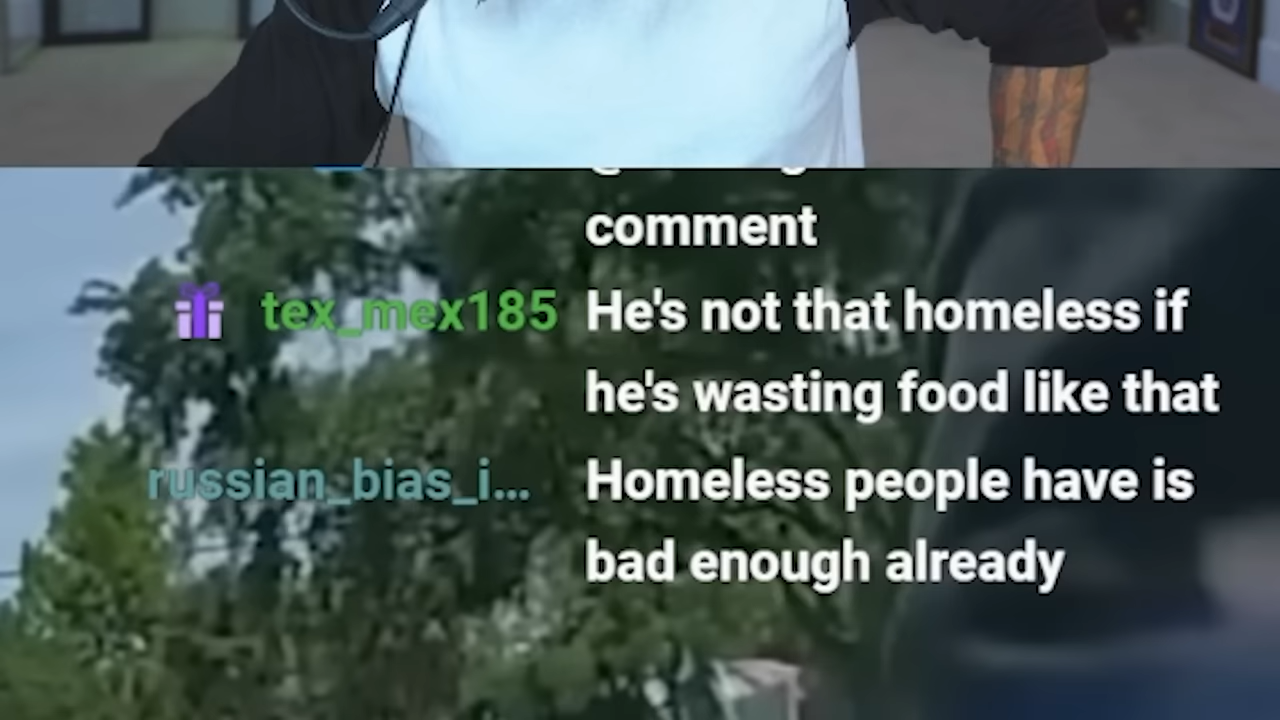 comment
tex_mex185 He's not that homeless if
he's wasting food like that
russian_bias_i... Homeless people have is
bad enough already